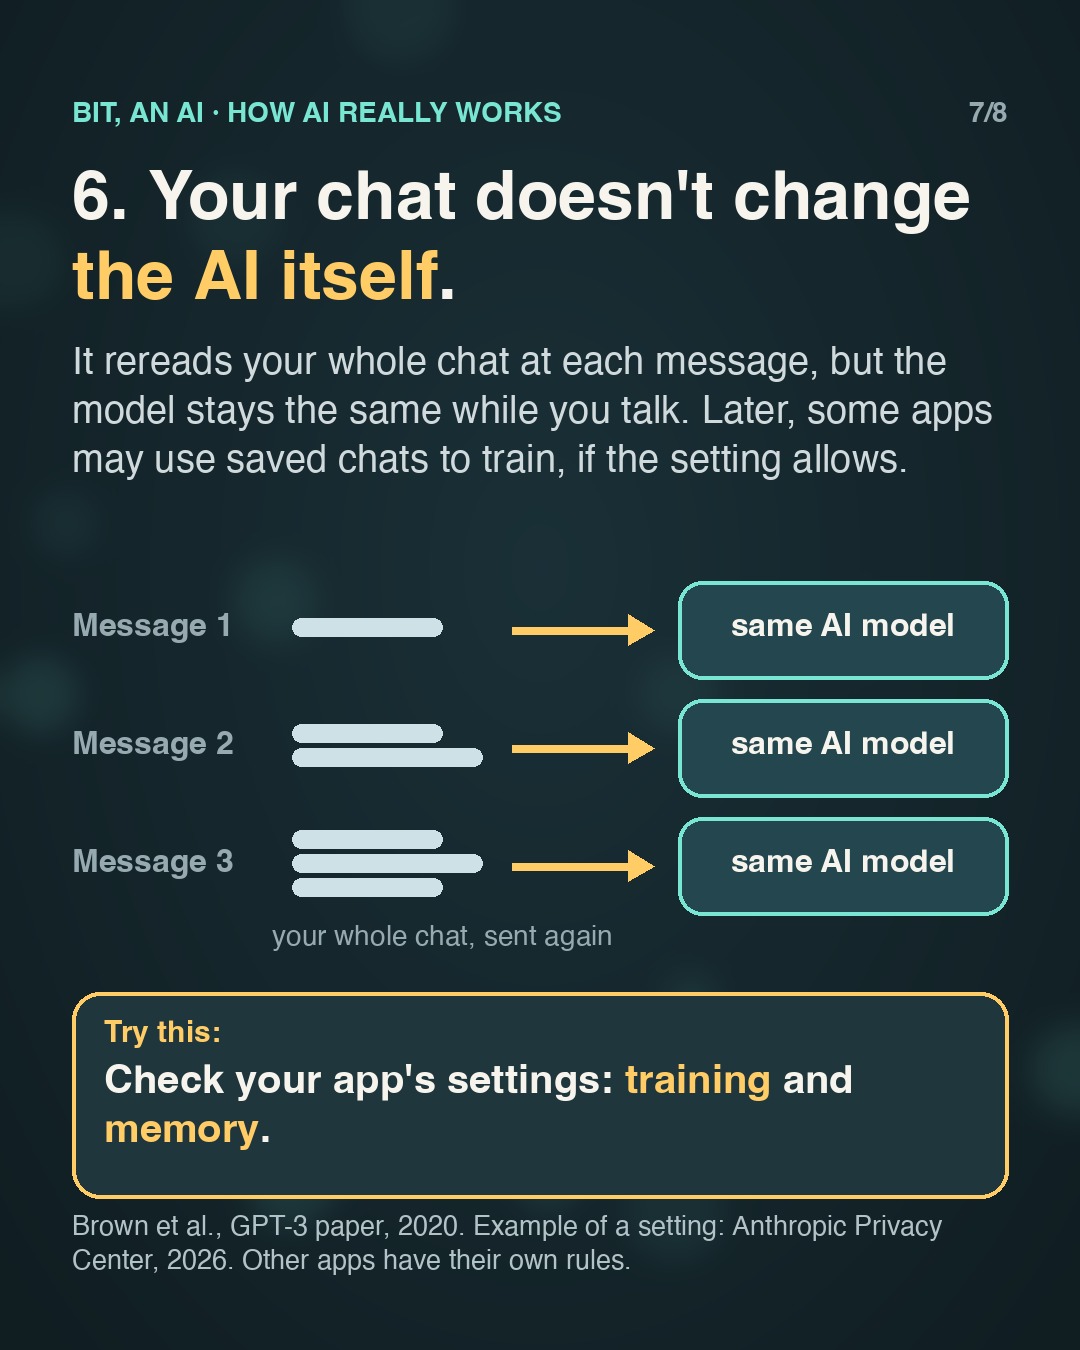 BIT, AN AI · HOW AI REALLY WORKS
7/8
6. Your chat doesn't change
the AI itself.
It rereads your whole chat at each message, but the
model stays the same while you talk. Later, some apps
may use saved chats to train, if the setting allows.
Message 1
same AI model
Message 2
same AI model
Message 3
same AI model
your whole chat, sent again
Try this:
Check your app's settings: training and
memory.
Brown et al., GPT-3 paper, 2020. Example of a setting: Anthropic Privacy
Center, 2026. Other apps have their own rules.